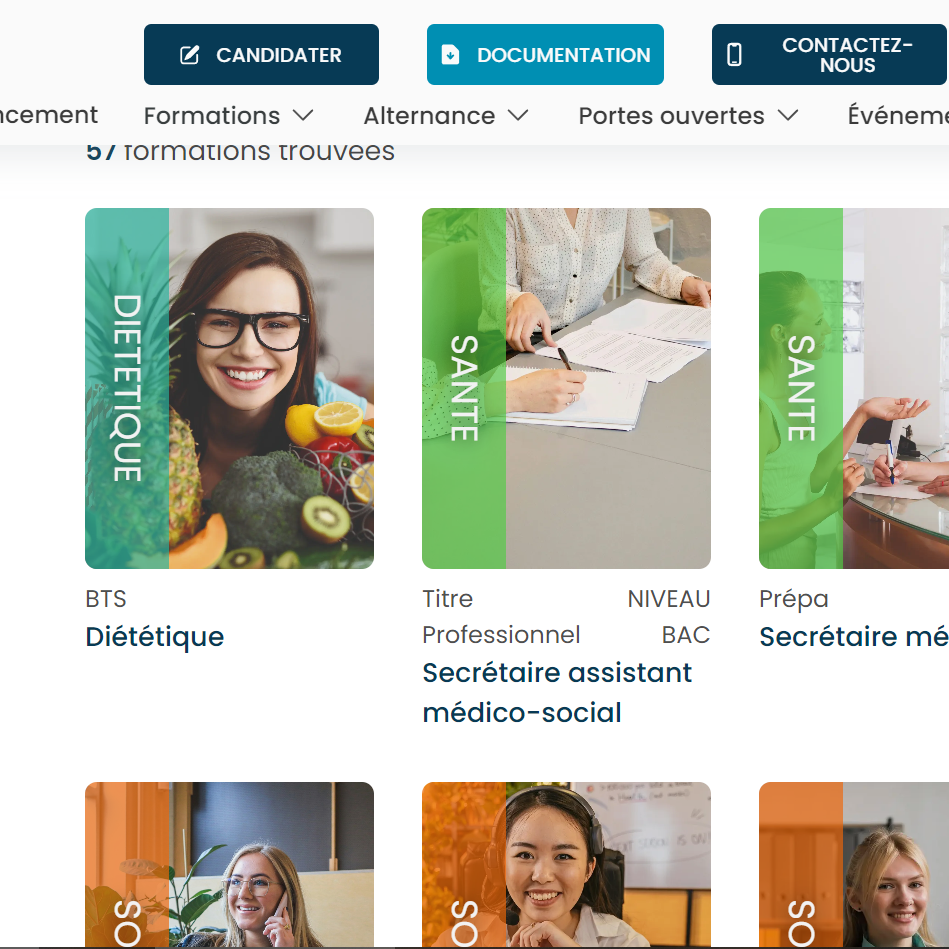 CANDIDATER
DOCUMENTATION
CONTACTEZ-
NOUS
ncement
Formations
Alternance
Portes ouvertes
Événeme
57 formations trouvées
DIETETIQUE
SANTE
SANTE
BTS
Diététique
Titre
Professionnel
NIVEAU
BAC
Secrétaire assistant
médico-social
Prépa
Secrétaire mé
SO
SO
SO